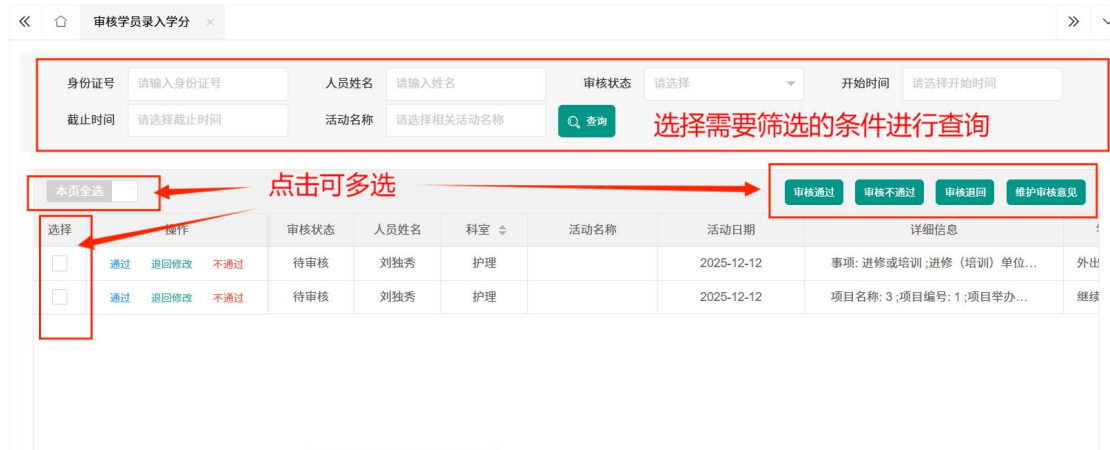 审核学员录入学分
身份证号 请输入身份证号 人员姓名 请输入姓名 审核状态 请选择 开始时间 请选择开始时间
截止时间 请选择截止时间 活动名称 请选择相关活动名称 查询 选择需要筛选的条件进行查询
本页全选 点击可多选 审核通过 审核不通过 审核退回 维护审核意见
选择 操作 审核状态 人员姓名 科室 活动名称 活动日期 详细信息
通过 退回修改 不通过 待审核 刘独秀 护理 2025-12-12 事项: 进修或培训 ;进修（培训）单位... 外出
通过 退回修改 不通过 待审核 刘独秀 护理 2025-12-12 项目名称: 3 ;项目编号: 1 ;项目举办... 继续